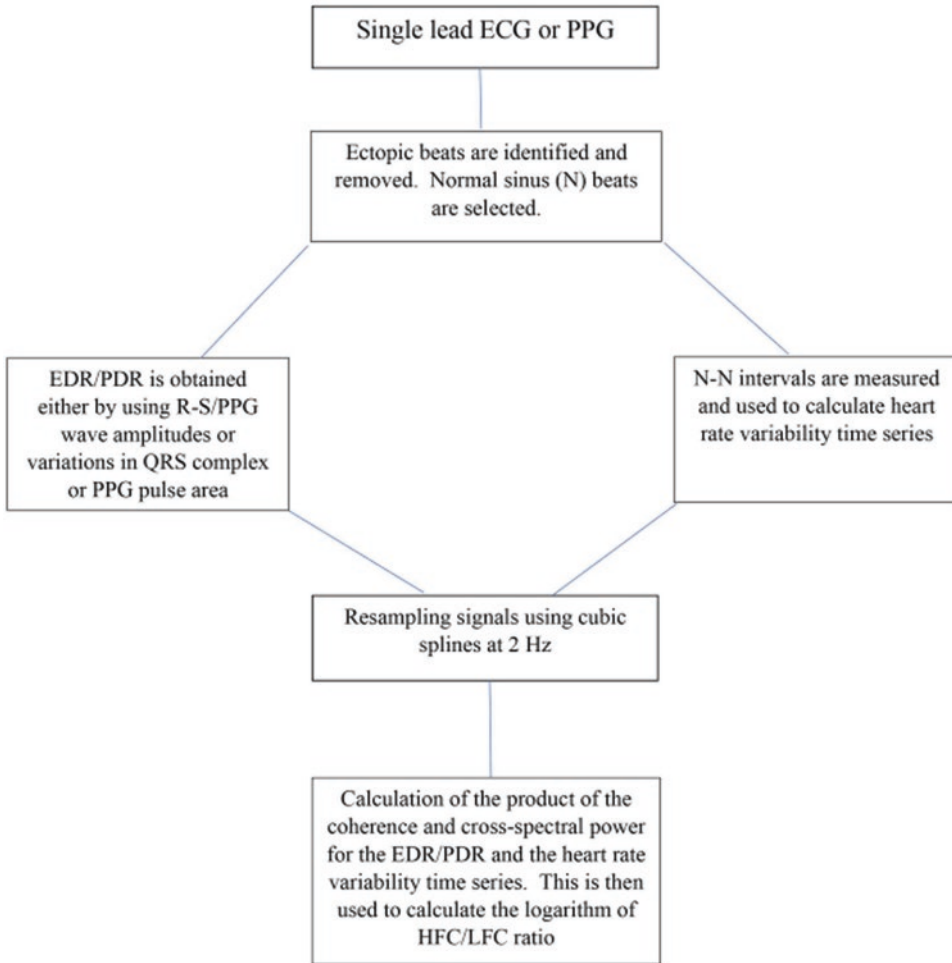 Single lead ECG or PPG
Ectopic beats are identified and
removed.  Normal sinus (N) beats
are selected.
EDR/PDR is obtained
either by using R-S/PPG
wave amplitudes or
variations in QRS complex
or PPG pulse area
N-N intervals are measured
and used to calculate heart
rate variability time series
Resampling signals using cubic
splines at 2 Hz
Calculation of the product of the
coherence and cross-spectral power
for the EDR/PDR and the heart rate
variability time series.  This is then
used to calculate the logarithm of
HFC/LFC ratio